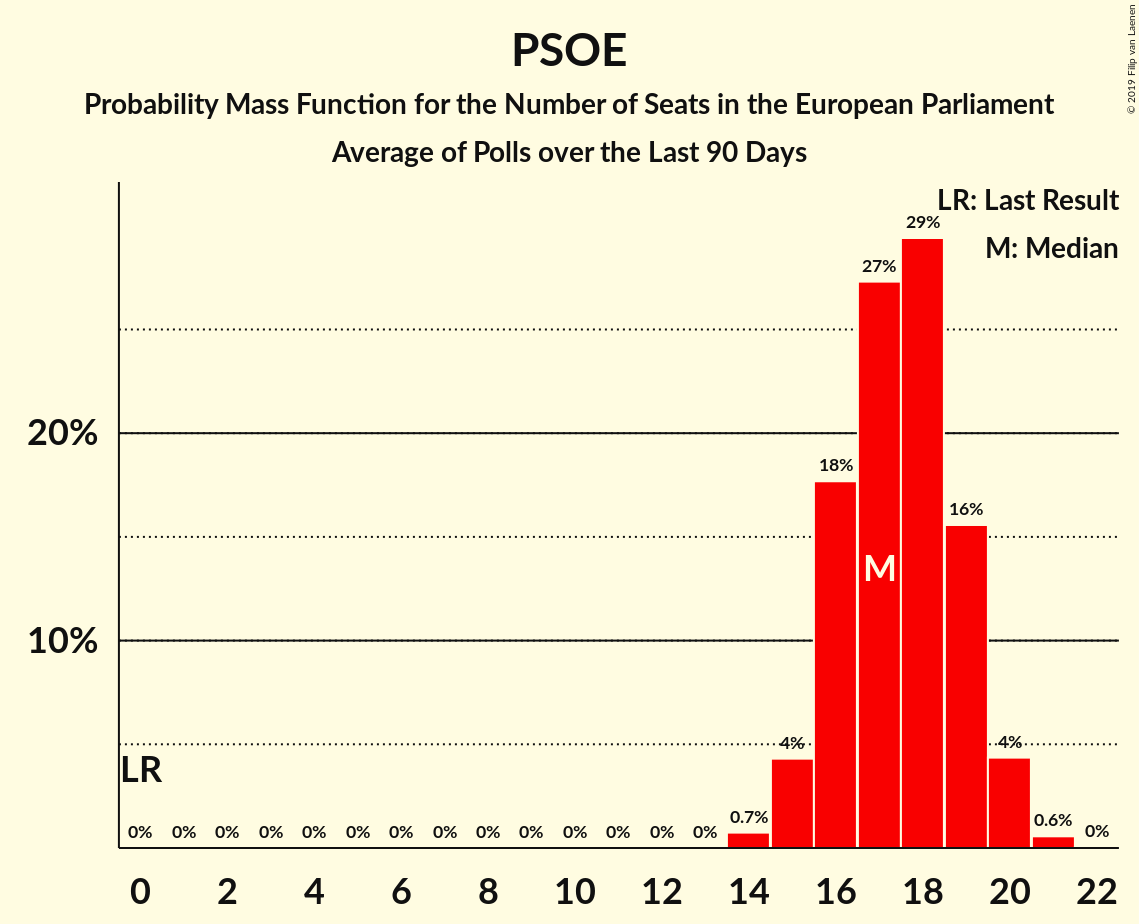 PSOE
Probability Mass Function for the Number of Seats in the European Parliament
Average of Polls over the Last 90 Days
© 2019 Filip van Laenen
LR: Last Result
M: Median
29%
27%
20%
18%
16%
M
10%
4%
4%
LR
0% 0% 0% 0% 0% 0% 0% 0% 0% 0% 0% 0% 0% 0% 0.7% 0.6% 0%
0 2 4 6 8 10 12 14 16 18 20 22